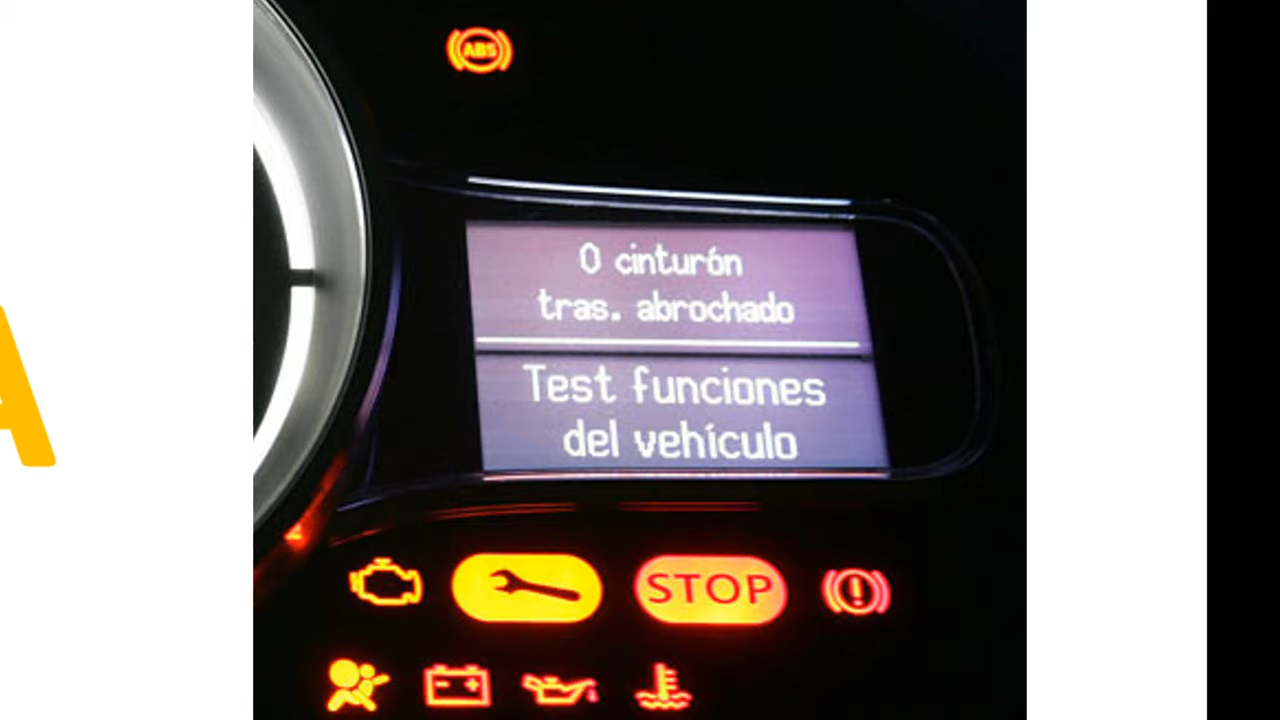 A
ABS
0 cinturón
tras. abrochado
Test funciones
del vehículo
STOP